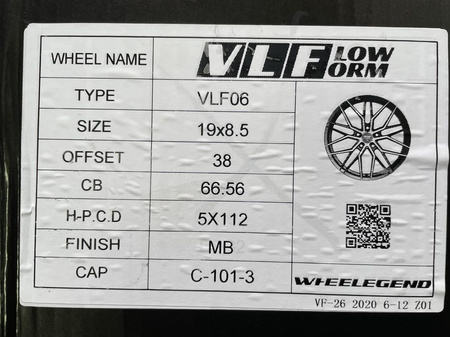 WHEEL NAME VLF LOW FORM
TYPE VLF06
SIZE 19x8.5
OFFSET 38
CB 66.56
H-P.C.D 5X112
FINISH MB
CAP C-101-3
WHEELEGEND
VF-26 2020 6-12 Z01